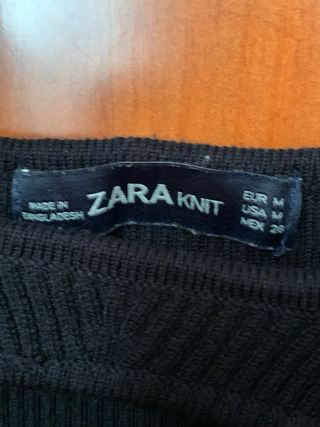 MADE IN
BANGLADESH
ZARA KNIT
EUR M
USA M
MEX 28